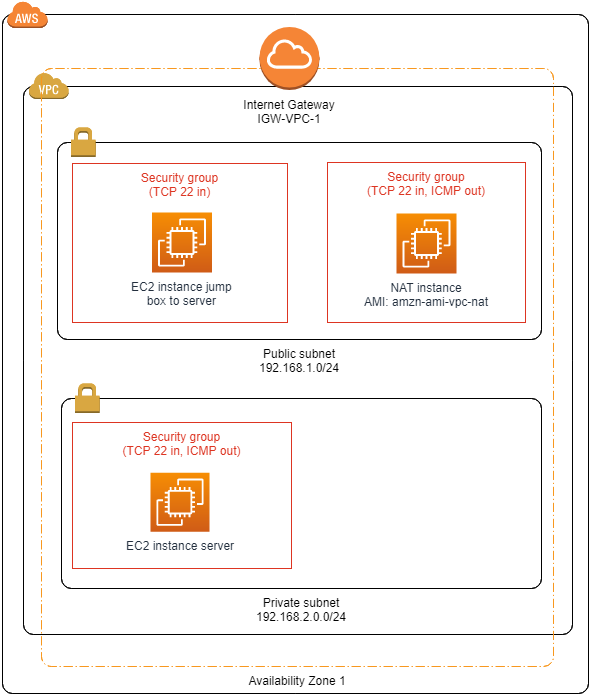 AWS
VPC
Internet Gateway
IGW-VPC-1
Security group
(TCP 22 in)
EC2 instance jump
box to server
Security group
(TCP 22 in, ICMP out)
NAT instance
AMI: amzn-ami-vpc-nat
Public subnet
192.168.1.0/24
Security group
(TCP 22 in, ICMP out)
EC2 instance server
Private subnet
192.168.2.0.0/24
Availability Zone 1